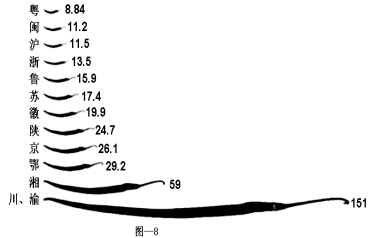 粤 8.84
闽 11.2
沪 11.5
浙 13.5
鲁 15.9
苏 17.4
徽 19.9
陕 24.7
京 26.1
鄂 29.2
湘 59
川、渝 151
图—8